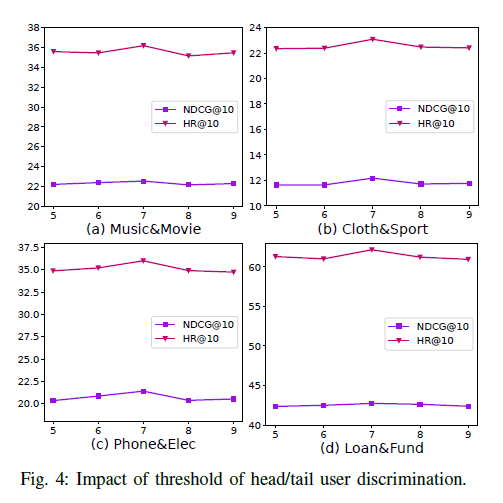 38
36
34
32
30
28
26
24
22
20
NDCG@10
HR@10
5 6 7 8 9
(a) Music&Movie
24
22
20
18
16
14
12
10
NDCG@10
HR@10
5 6 7 8 9
(b) Cloth&Sport
37.5
35.0
32.5
30.0
27.5
25.0
22.5
20.0
NDCG@10
HR@10
5 6 7 8 9
(c) Phone&Elec
60
55
50
45
40
NDCG@10
HR@10
5 6 7 8 9
(d) Loan&Fund
Fig. 4: Impact of threshold of head/tail user discrimination.